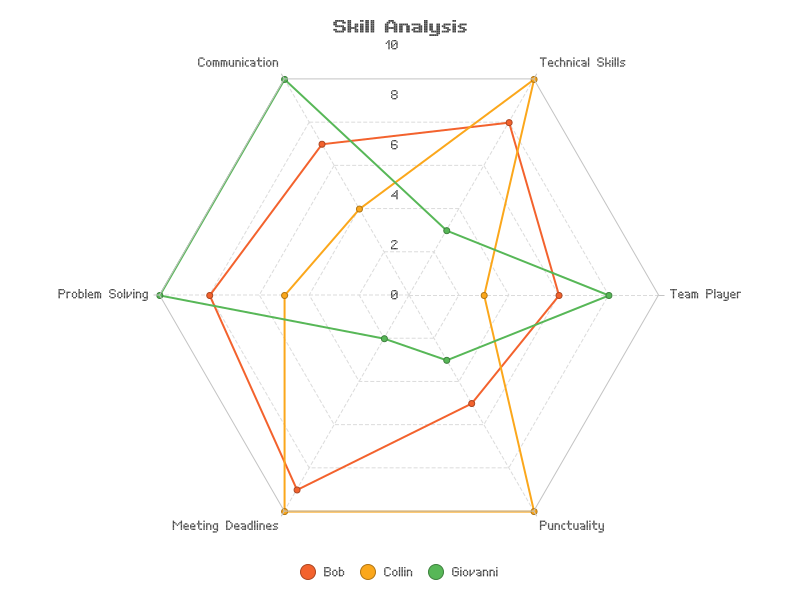 Skill Analysis
10
Communication
Technical Skills
8
6
4
2
Problem Solving
0
Team Player
Meeting Deadlines
Punctuality
Bob
Collin
Giovanni